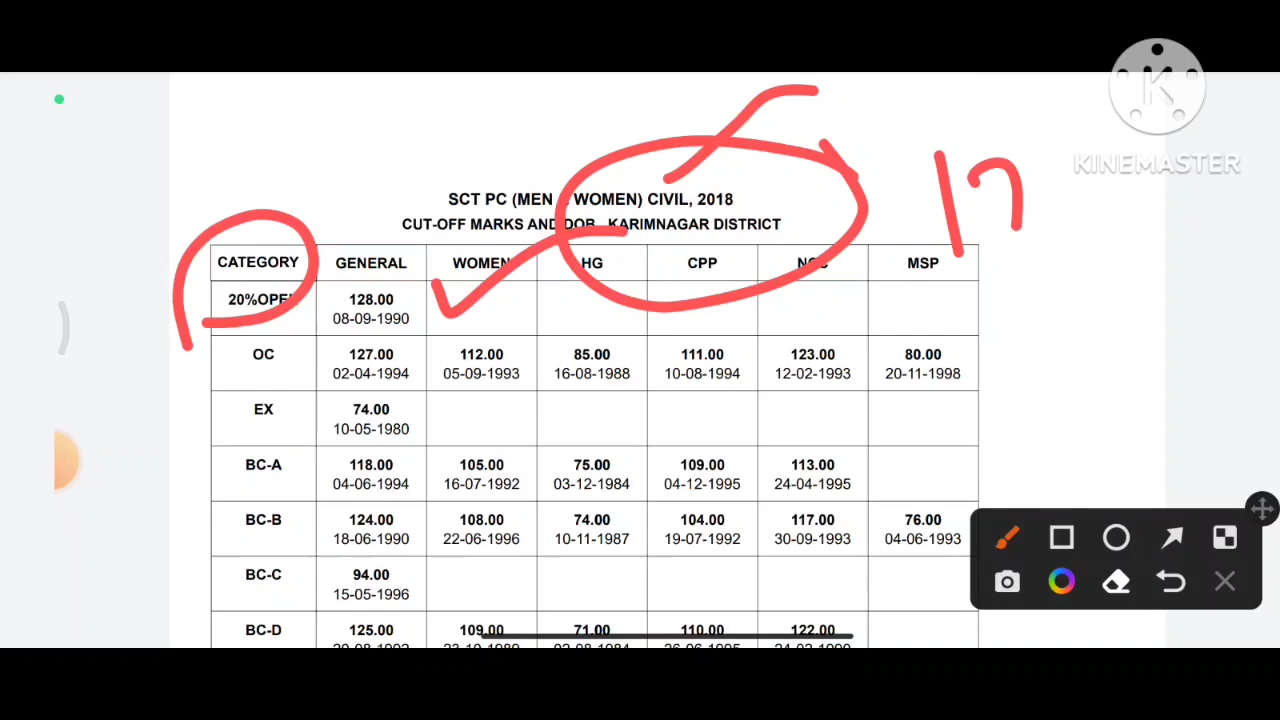 KINEMASTER
SCT PC (MEN & WOMEN) CIVIL, 2018
CUT-OFF MARKS AND DOB KARIMNAGAR DISTRICT
17
CATEGORY GENERAL WOMEN HG CPP NCC MSP
20%OPEN 128.00
08-09-1990
OC 127.00 112.00 85.00 111.00 123.00 80.00
02-04-1994 05-09-1993 16-08-1988 10-08-1994 12-02-1993 20-11-1998
EX 74.00
10-05-1980
BC-A 118.00 105.00 75.00 109.00 113.00
04-06-1994 16-07-1992 03-12-1984 04-12-1995 24-04-1995
BC-B 124.00 108.00 74.00 104.00 117.00 76.00
18-06-1990 22-06-1996 10-11-1987 19-07-1992 30-09-1993 04-06-1993
BC-C 94.00
15-05-1996
BC-D 125.00 109.00 71.00 110.00 122.00